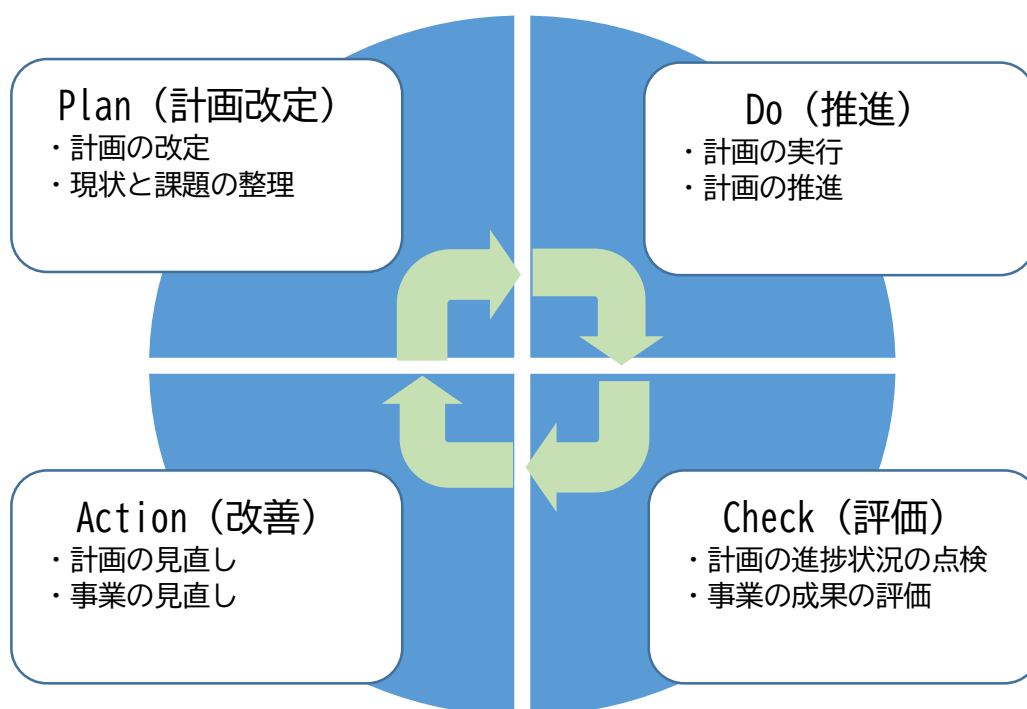 Plan（計画改定）
・計画の改定
・現状と課題の整理
Do（推進）
・計画の実行
・計画の推進
Action（改善）
・計画の見直し
・事業の見直し
Check（評価）
・計画の進捗状況の点検
・事業の成果の評価